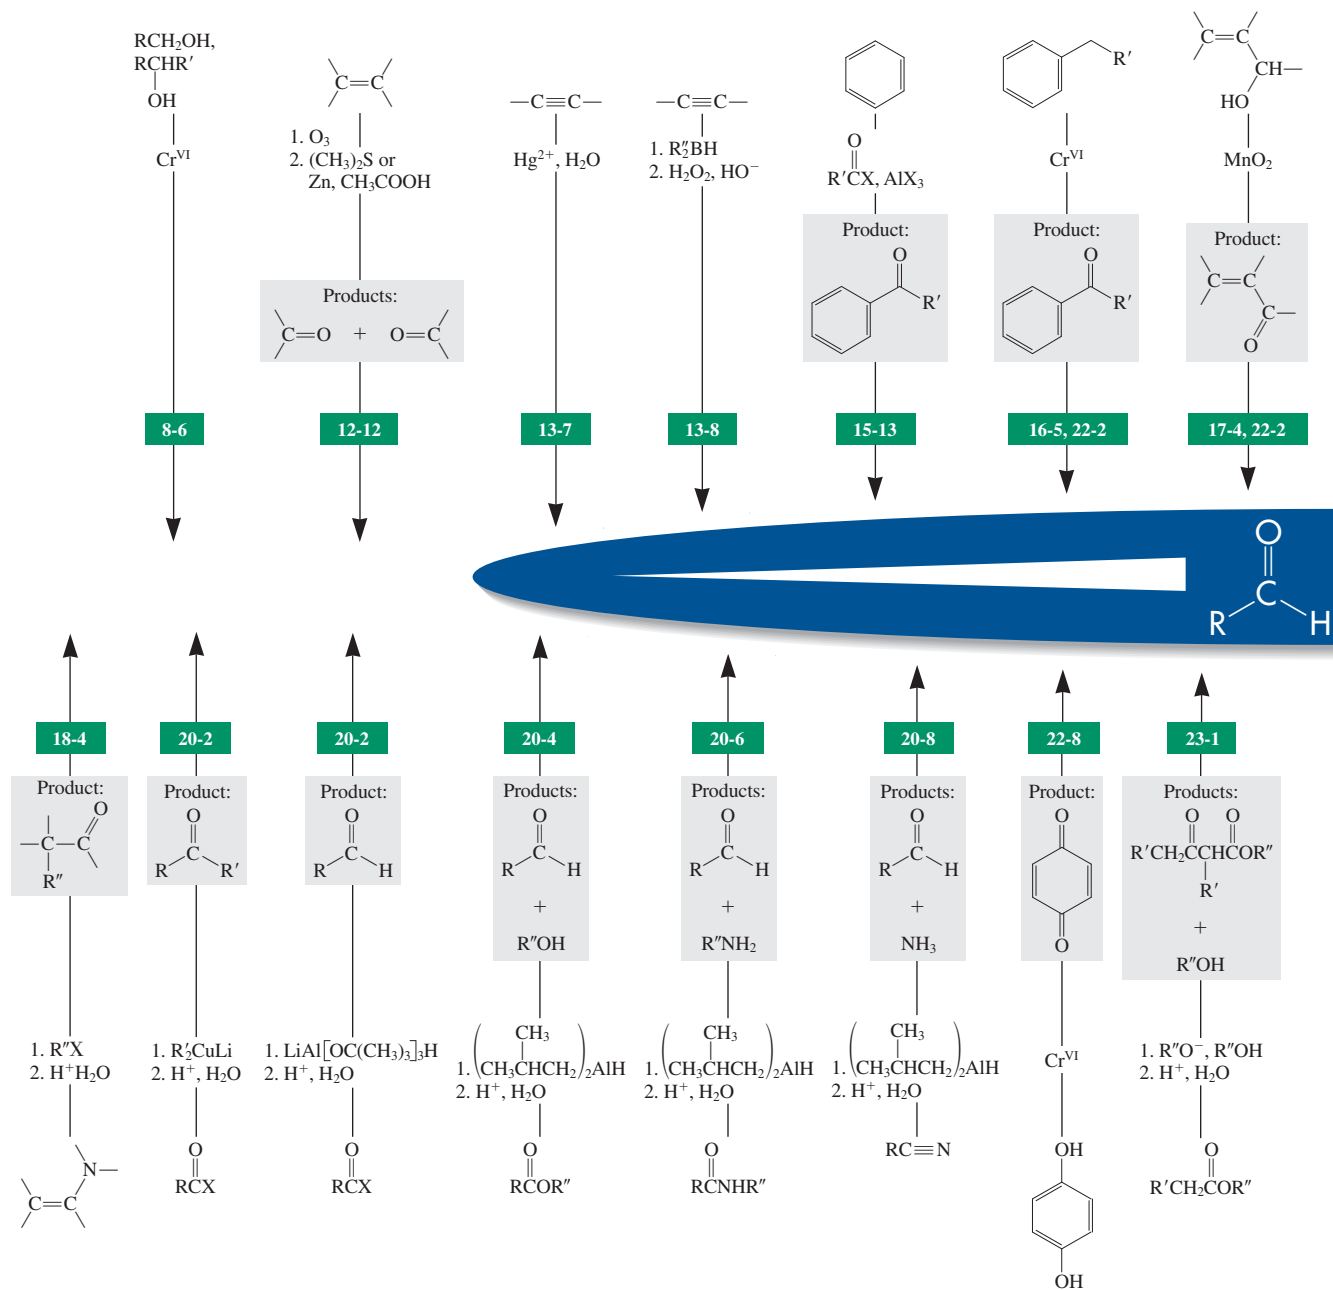 RCH₂OH,
RCHR′
OH
Cr^VI
8-6
C=C
1. O₃
2. (CH₃)₂S or
Zn, CH₃COOH
Products:
C=O + O=C
12-12
—C≡C—
Hg²⁺, H₂O
13-7
—C≡C—
1. R″₂BH
2. H₂O₂, HO⁻
13-8
O
R′CX, AlX₃
Product:
O
R′
15-13
R′
Cr^VI
Product:
O
R′
16-5, 22-2
C=C
CH—
HO
MnO₂
Product:
C=C
C—
O
17-4, 22-2
O
C
R H
18-4
Product:
O
—C—C
R″
1. R″X
2. H⁺H₂O
N—
C=C
20-2
Product:
O
C
R R′
1. R′₂CuLi
2. H⁺, H₂O
O
RCX
20-2
Product:
O
C
R H
1. LiAl[OC(CH₃)₃]₃H
2. H⁺, H₂O
O
RCX
20-4
Products:
O
C
R H
+
R″OH
CH₃
1. (CH₃CHCH₂)₂AlH
2. H⁺, H₂O
O
RCOR″
20-6
Products:
O
C
R H
+
R″NH₂
CH₃
1. (CH₃CHCH₂)₂AlH
2. H⁺, H₂O
O
RCNHR″
20-8
Products:
O
C
R H
+
NH₃
CH₃
1. (CH₃CHCH₂)₂AlH
2. H⁺, H₂O
RC≡N
22-8
Product:
O
O
Cr^VI
OH
OH
23-1
Products:
O O
R′CH₂CCHCOR″
R′
+
R″OH
1. R″O⁻, R″OH
2. H⁺, H₂O
O
R′CH₂COR″